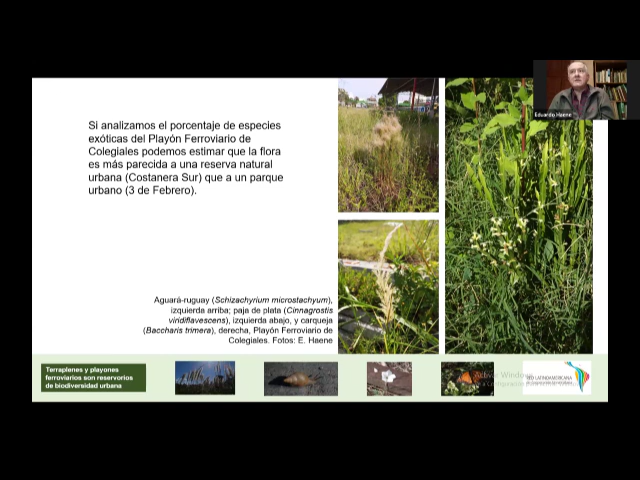 Si analizamos el porcentaje de especies
exóticas del Playón Ferroviario de
Colegiales podemos estimar que la flora
es más parecida a una reserva natural
urbana (Costanera Sur) que a un parque
urbano (3 de Febrero).
Eduardo Haene
Aguará-ruguay (Schizachyrium microstachyum),
izquierda arriba; paja de plata (Cinnagrostis
viridiflavescens), izquierda abajo, y carqueja
(Baccharis trimera), derecha, Playón Ferroviario de
Colegiales. Fotos: E. Haene
Terraplenes y playones
ferroviarios son reservorios
de biodiversidad urbana
Windows
LATINOAMERICANA